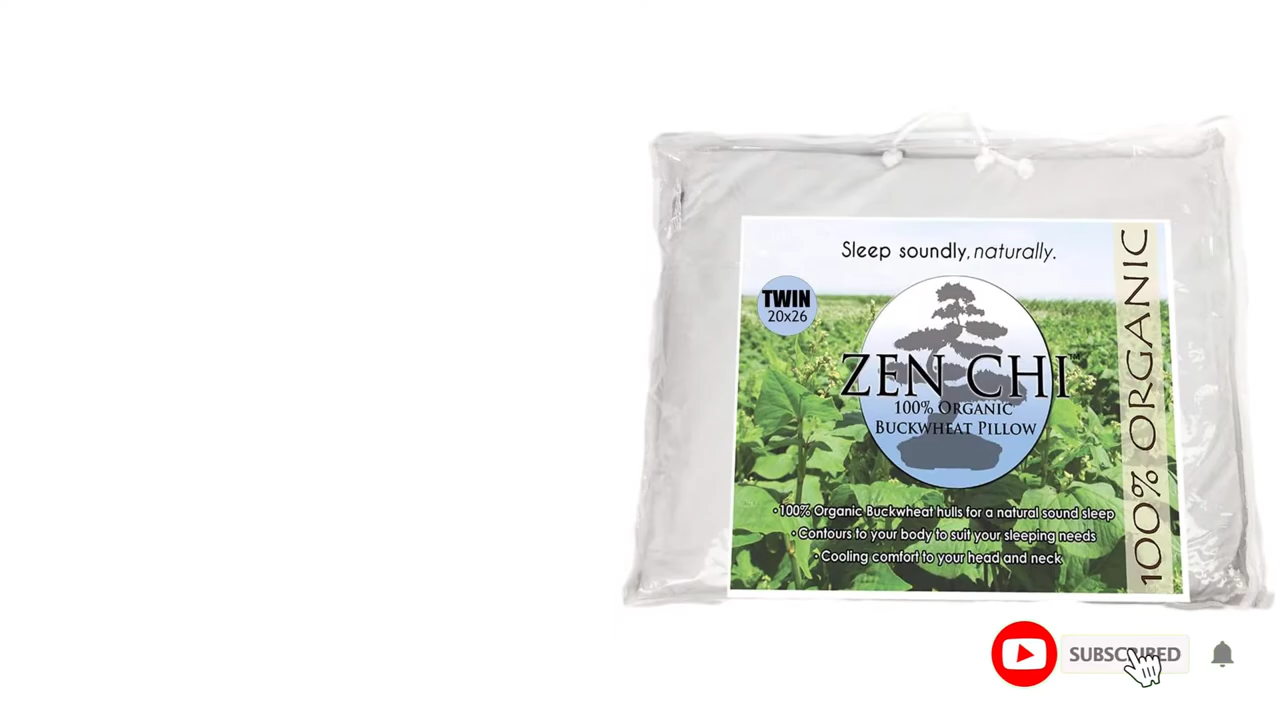 Sleep soundly, naturally.
TWIN
20x26
ZEN CHI™
100% ORGANIC
BUCKWHEAT PILLOW
•100% Organic Buckwheat hulls for a natural sound sleep
•Contours to your body to suit your sleeping needs
•Cooling comfort to your head and neck
100% ORGANIC
SUBSCRIBED